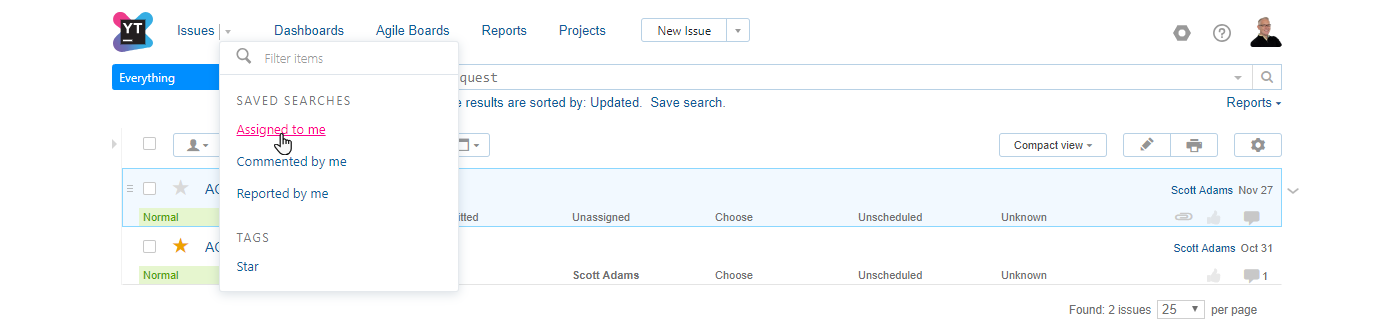 YT
Issues Dashboards Agile Boards Reports Projects New Issue
Filter items
Everything quest
SAVED SEARCHES
e results are sorted by: Updated. Save search. Reports
Assigned to me
Compact view
Commented by me
Reported by me
AG Scott Adams Nov 27
Normal itted Unassigned Choose Unscheduled Unknown
TAGS
AG Scott Adams Oct 31
Star
Normal Scott Adams Choose Unscheduled Unknown 1
Found: 2 issues 25 per page